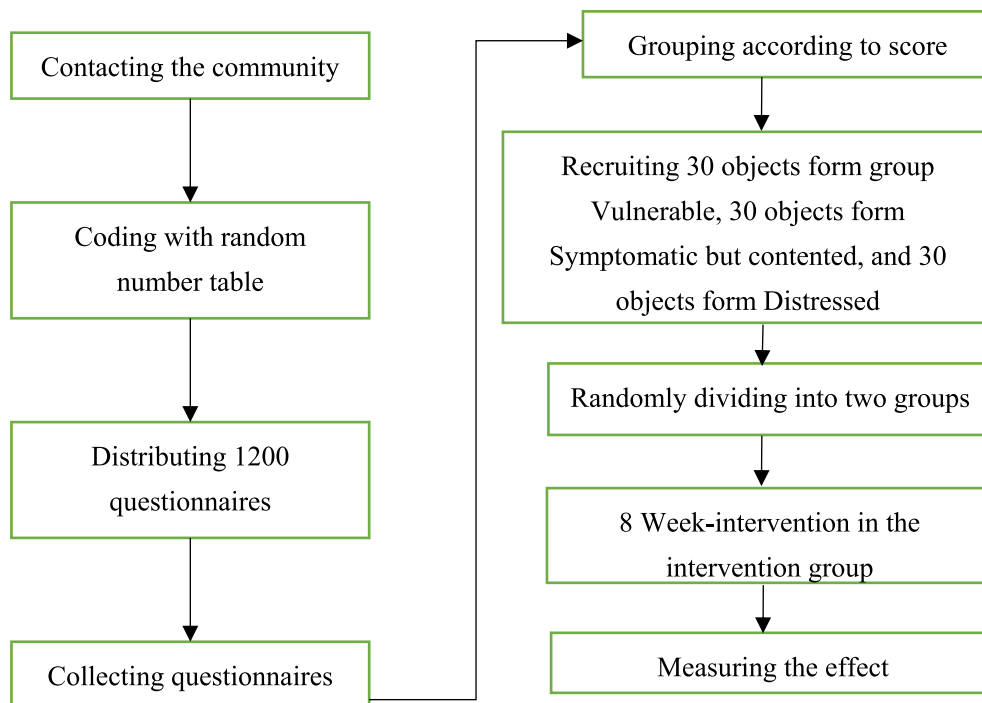 Contacting the community
Coding with random
number table
Distributing 1200
questionnaires
Collecting questionnaires
Grouping according to score
Recruiting 30 objects form group
Vulnerable, 30 objects form
Symptomatic but contented, and 30
objects form Distressed
Randomly dividing into two groups
8 Week-intervention in the
intervention group
Measuring the effect